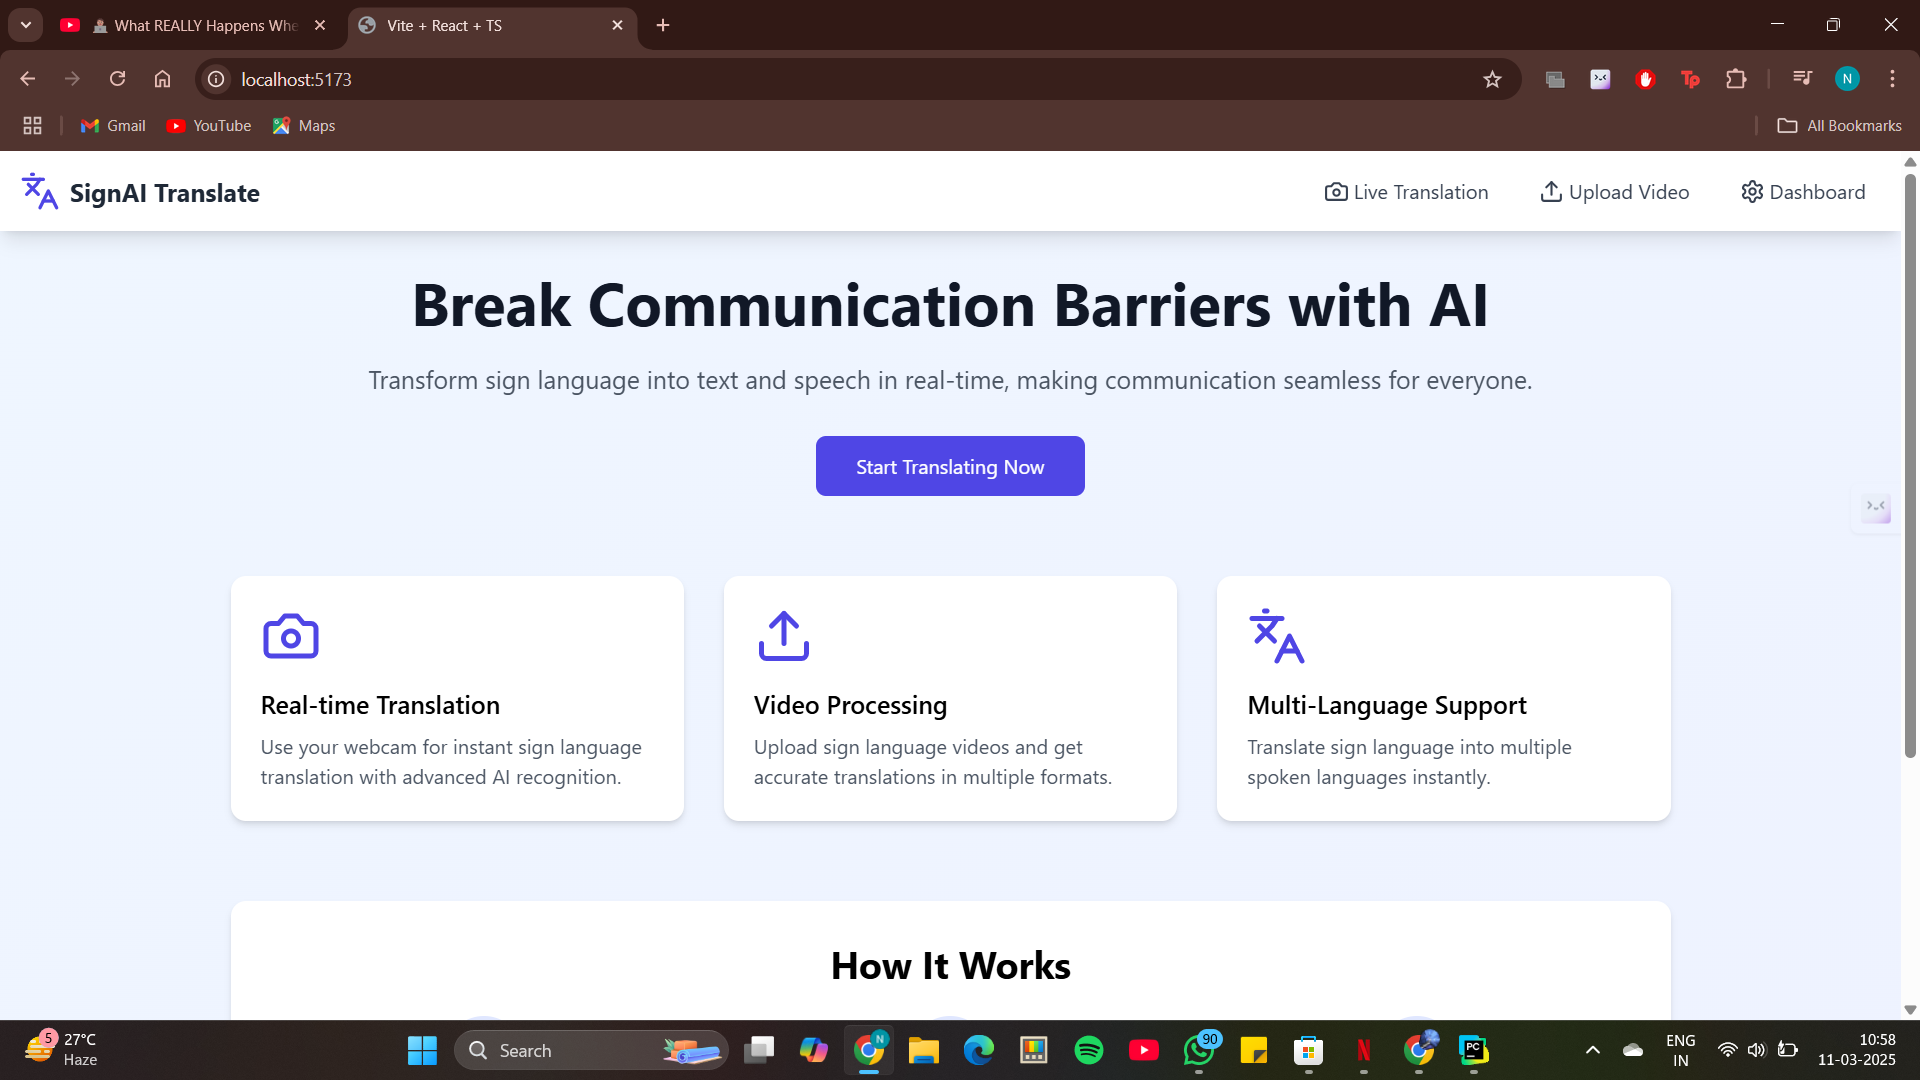 What REALLY Happens Whe
Vite + React + TS
localhost:5173
Tp
N
Gmail
YouTube
Maps
All Bookmarks
SignAI Translate
Live Translation
Upload Video
Dashboard
Break Communication Barriers with AI
Transform sign language into text and speech in real-time, making communication seamless for everyone.
Start Translating Now
Real-time Translation
Use your webcam for instant sign language
translation with advanced AI recognition.
Video Processing
Upload sign language videos and get
accurate translations in multiple formats.
Multi-Language Support
Translate sign language into multiple
spoken languages instantly.
How It Works
5
27°C
Haze
Search
N
90
N
PC
ENG
IN
10:58
11-03-2025